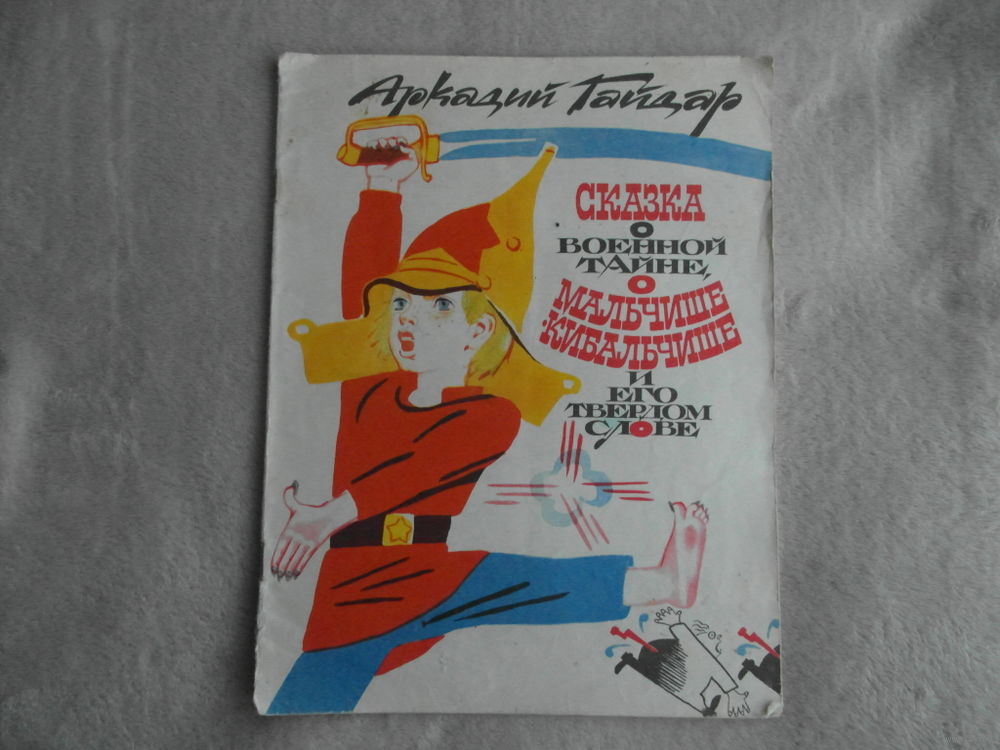 Аркадий Гайдар
СКАЗКА
О
ВОЕННОЙ
ТАЙНЕ,
О
МАЛЬЧИШЕ
-КИБАЛЬЧИШЕ
И
ЕГО
ТВЕРДОМ
СЛОВЕ